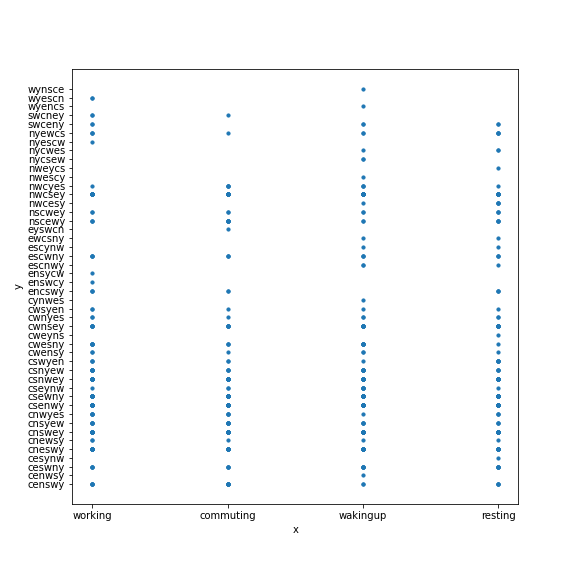 wynsce
wyescn
wyencs
swcney
swceny
nyewcs
nyescw
nycwes
nycsew
nweycs
nwescy
nwcyes
nwcsey
nwcesy
nscwey
nscewy
eyswcn
ewcsny
escynw
escwny
escnwy
ensycw
enswcy
encswy
cynwes
cwsyen
cwnyes
cwnsey
cweyns
cwesny
cwensy
cswyen
csnyew
csnwey
cseynw
csewny
csenwy
cnwyes
cnsyew
cnswey
cnewsy
cneswy
cesynw
ceswny
cenwsy
censwy
y
working commuting wakingup resting
x